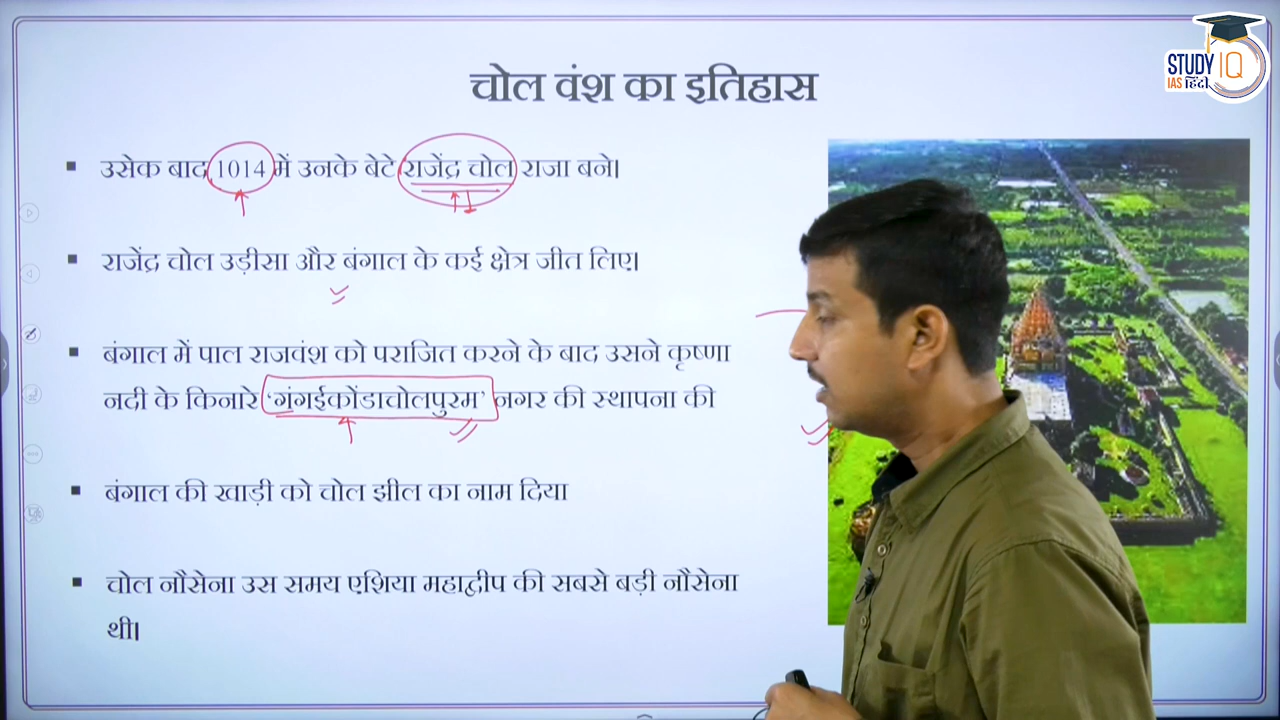 STUDY IQ
IAS हिंदी
चोल वंश का इतिहास
उसेक बाद 1014 में उनके बेटे राजेंद्र चोल राजा बने।
राजेंद्र चोल उड़ीसा और बंगाल के कई क्षेत्र जीत लिए।
बंगाल में पाल राजवंश को पराजित करने के बाद उसने कृष्णा
नदी के किनारे 'गंगईकोंडाचोलपुरम' नगर की स्थापना की
बंगाल की खाड़ी को चोल झील का नाम दिया
चोल नौसेना उस समय एशिया महाद्वीप की सबसे बड़ी नौसेना
थी।